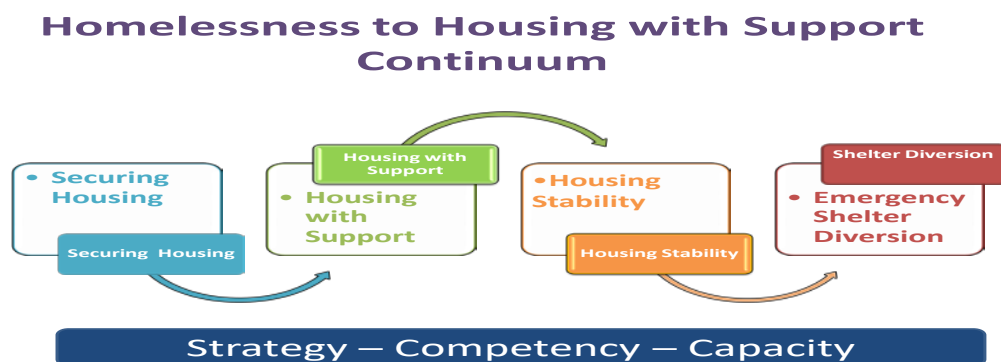 Homelessness to Housing with Support
Continuum
• Securing
Housing
Securing Housing
Housing with
Support
• Housing
with
Support
•Housing
Stability
Housing Stability
Shelter Diversion
• Emergency
Shelter
Diversion
Strategy – Competency – Capacity